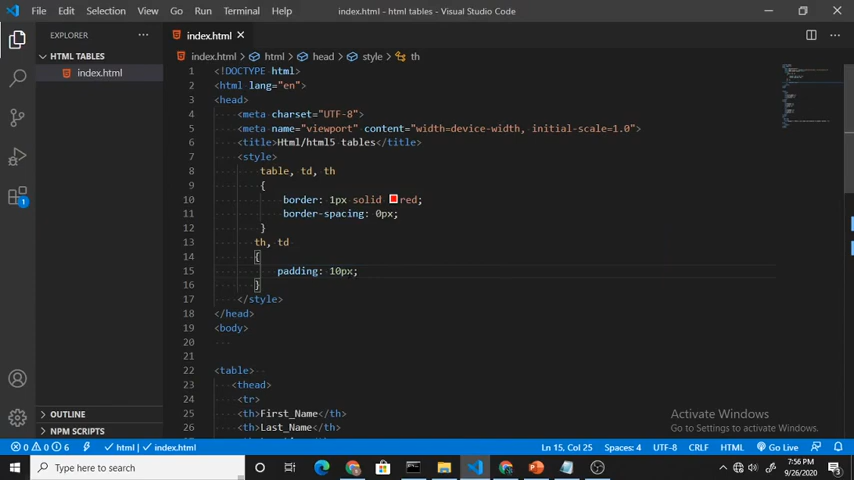 File Edit Selection View Go Run Terminal Help index.html - html tables - Visual Studio Code
EXPLORER
index.html
HTML TABLES
index.html
index.html > html > head > style > th
1 <!DOCTYPE html>
2 <html lang="en">
3 <head>
4 <meta charset="UTF-8">
5 <meta name="viewport" content="width=device-width, initial-scale=1.0">
6 <title>Html/html5 tables</title>
7 <style>
8 table, td, th
9 {
10 border: 1px solid red;
11 border-spacing: 0px;
12 }
13 th, td
14 {
15 padding: 10px;
16 }
17 </style>
18 </head>
19 <body>
20
21
22 <table>
23 <thead>
24 <tr>
25 <th>First_Name</th>
26 <th>Last_Name</th>
OUTLINE
NPM SCRIPTS
Activate Windows
Go to Settings to activate Windows.
0 0 6 html index.html Ln 15, Col 25 Spaces: 4 UTF-8 CRLF HTML Go Live
Type here to search
7:56 PM
9/26/2020
3